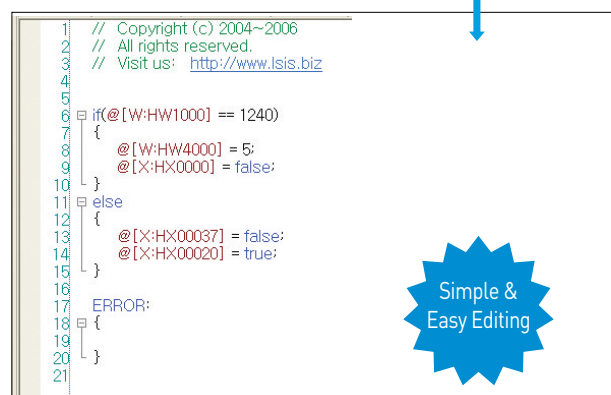 1 // Copyright (c) 2004~2006
2 // All rights reserved.
3 // Visit us: http://www.lsis.biz
4
5
6 if(@[W:HW1000] == 1240)
7 {
8 @[W:HW4000] = 5;
9 @[X:HX0000] = false;
10 }
11 else
12 {
13 @[X:HX00037] = false;
14 @[X:HX00020] = true;
15 }
16
17 ERROR:
18 {
19
20 }
21
Simple &
Easy Editing